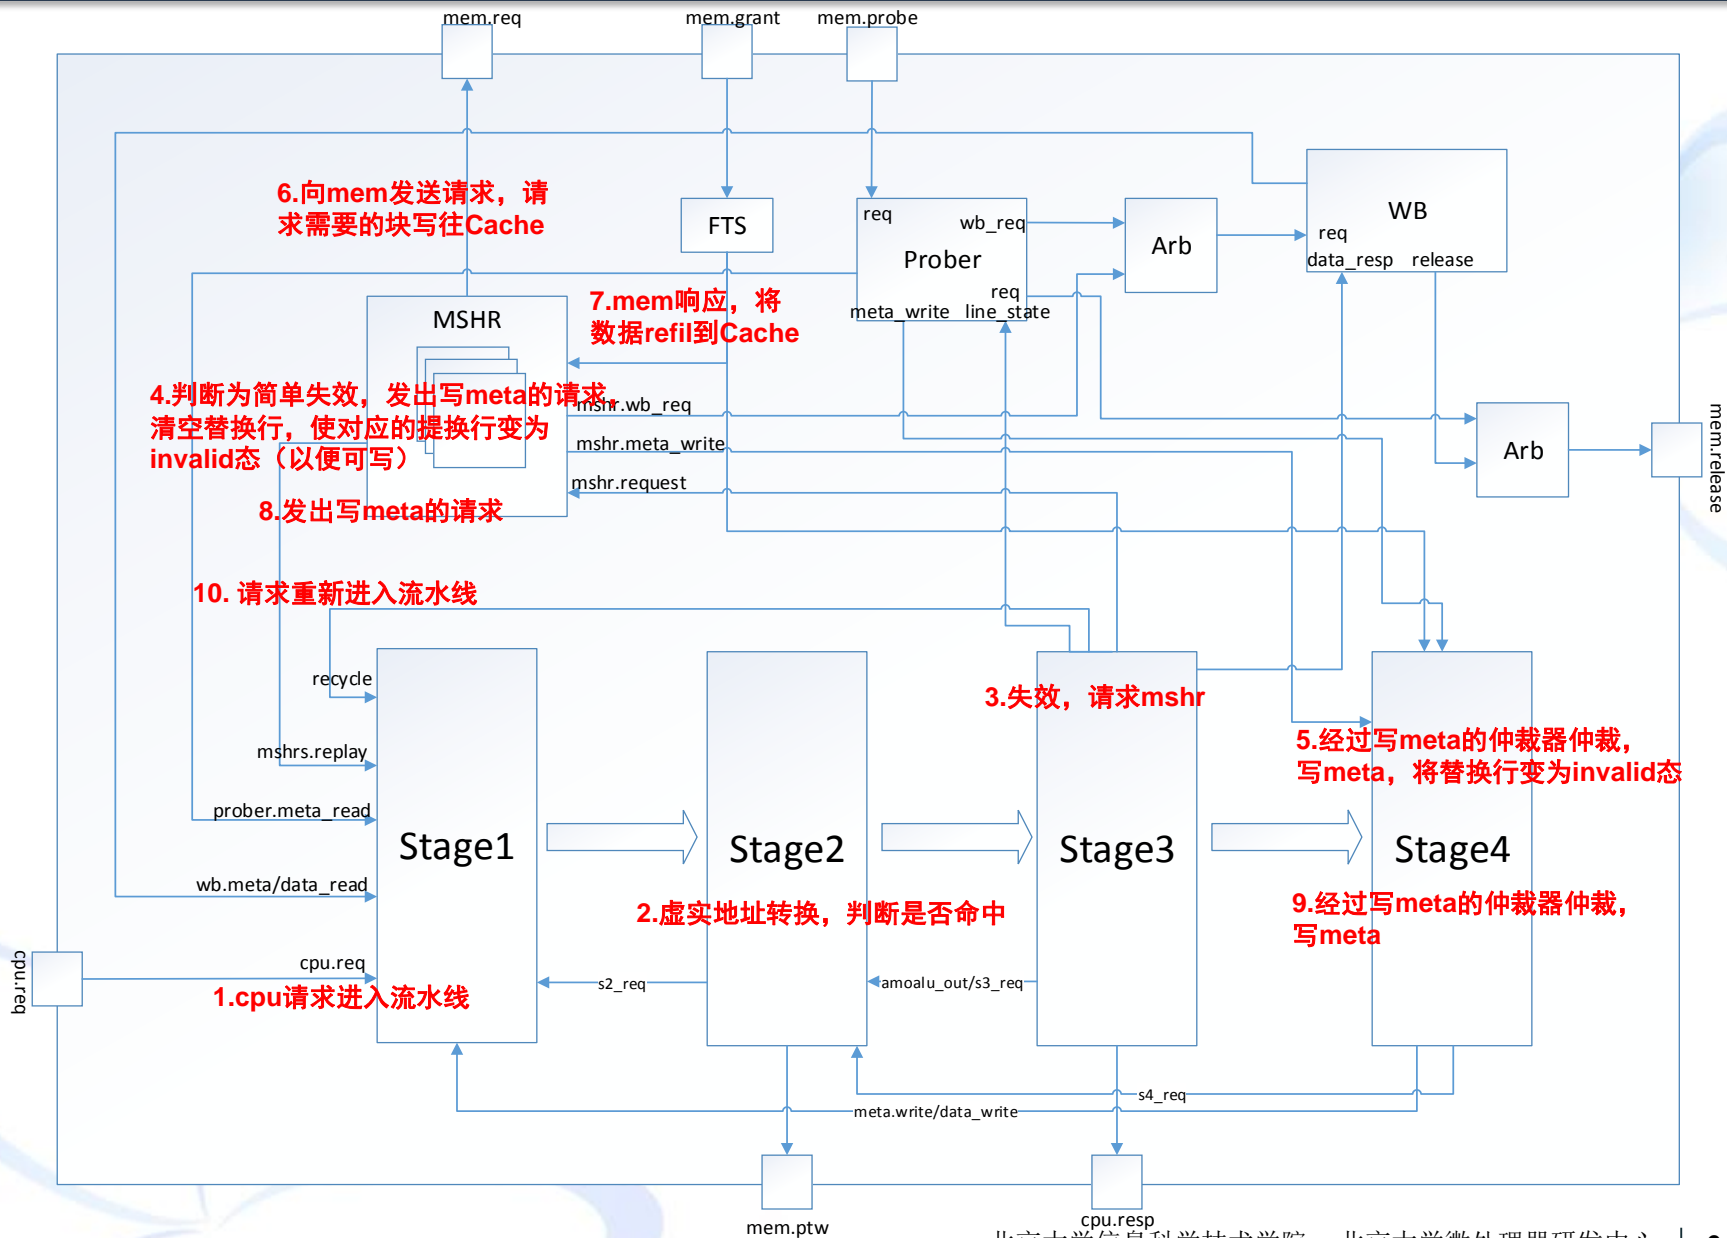 mem.req
mem.grant
mem.probe
6.向mem发送请求，请
求需要的块写往Cache
FTS
req
wb_req
Prober
req
meta_write
line_state
Arb
WB
req
data_resp
release
MSHR
7.mem响应，将
数据refil到Cache
4.判断为简单失效，发出写meta的请求，
清空替换行，使对应的提换行变为
invalid态（以便可写）
mshr.wb_req
mshr.meta_write
mshr.request
Arb
mem.release
8.发出写meta的请求
10. 请求重新进入流水线
recycle
mshrs.replay
prober.meta_read
Stage1
wb.meta/data_read
cpu.req
cpu.req
1.cpu请求进入流水线
Stage2
2.虚实地址转换，判断是否命中
s2_req
3.失效，请求mshr
Stage3
amoalu_out/s3_req
5.经过写meta的仲裁器仲裁，
写meta，将替换行变为invalid态
Stage4
9.经过写meta的仲裁器仲裁，
写meta
s4_req
meta.write/data_write
mem.ptw
cpu.resp